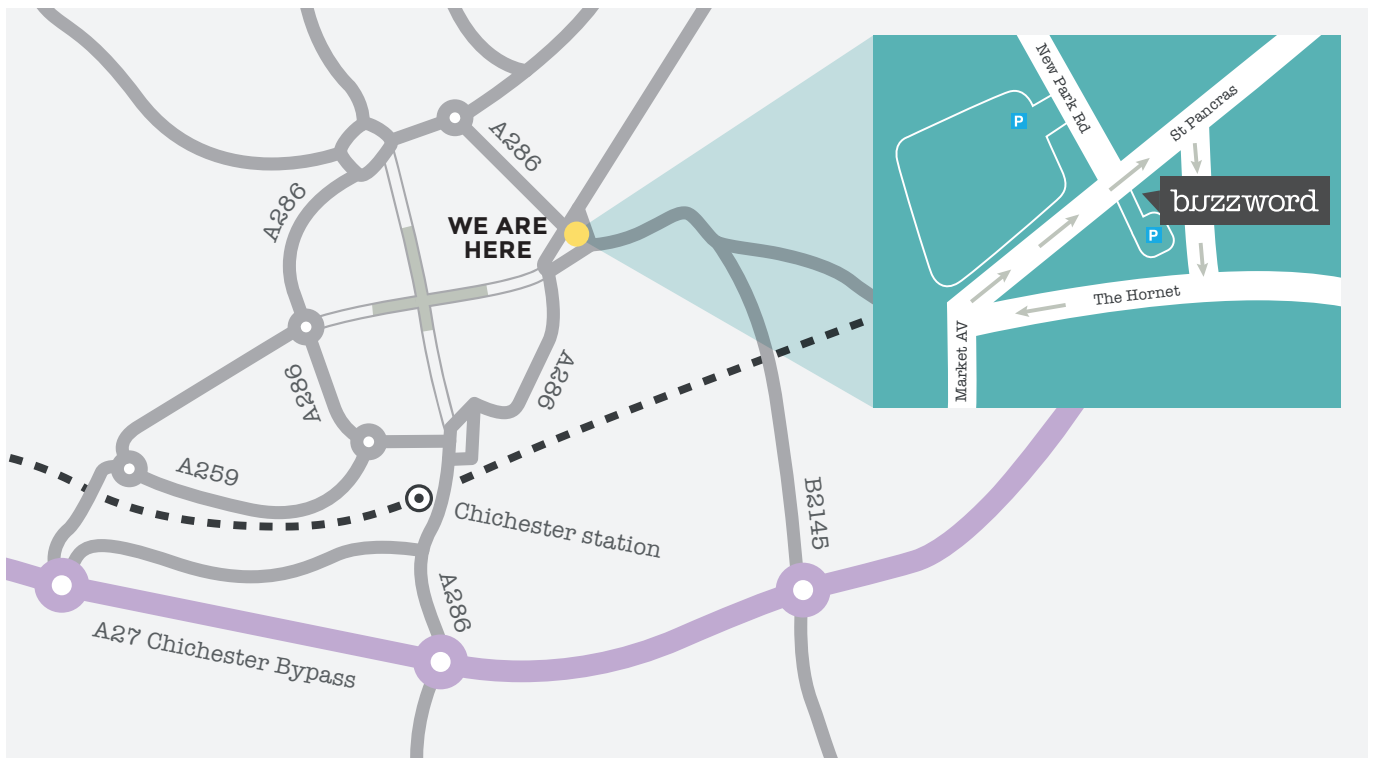 A286
A286
WE ARE
HERE
A286
A286
A259
Chichester station
B2145
A286
A27 Chichester Bypass
New Park Rd
St Pancras
P
buzzword
P
The Hornet
Market AV